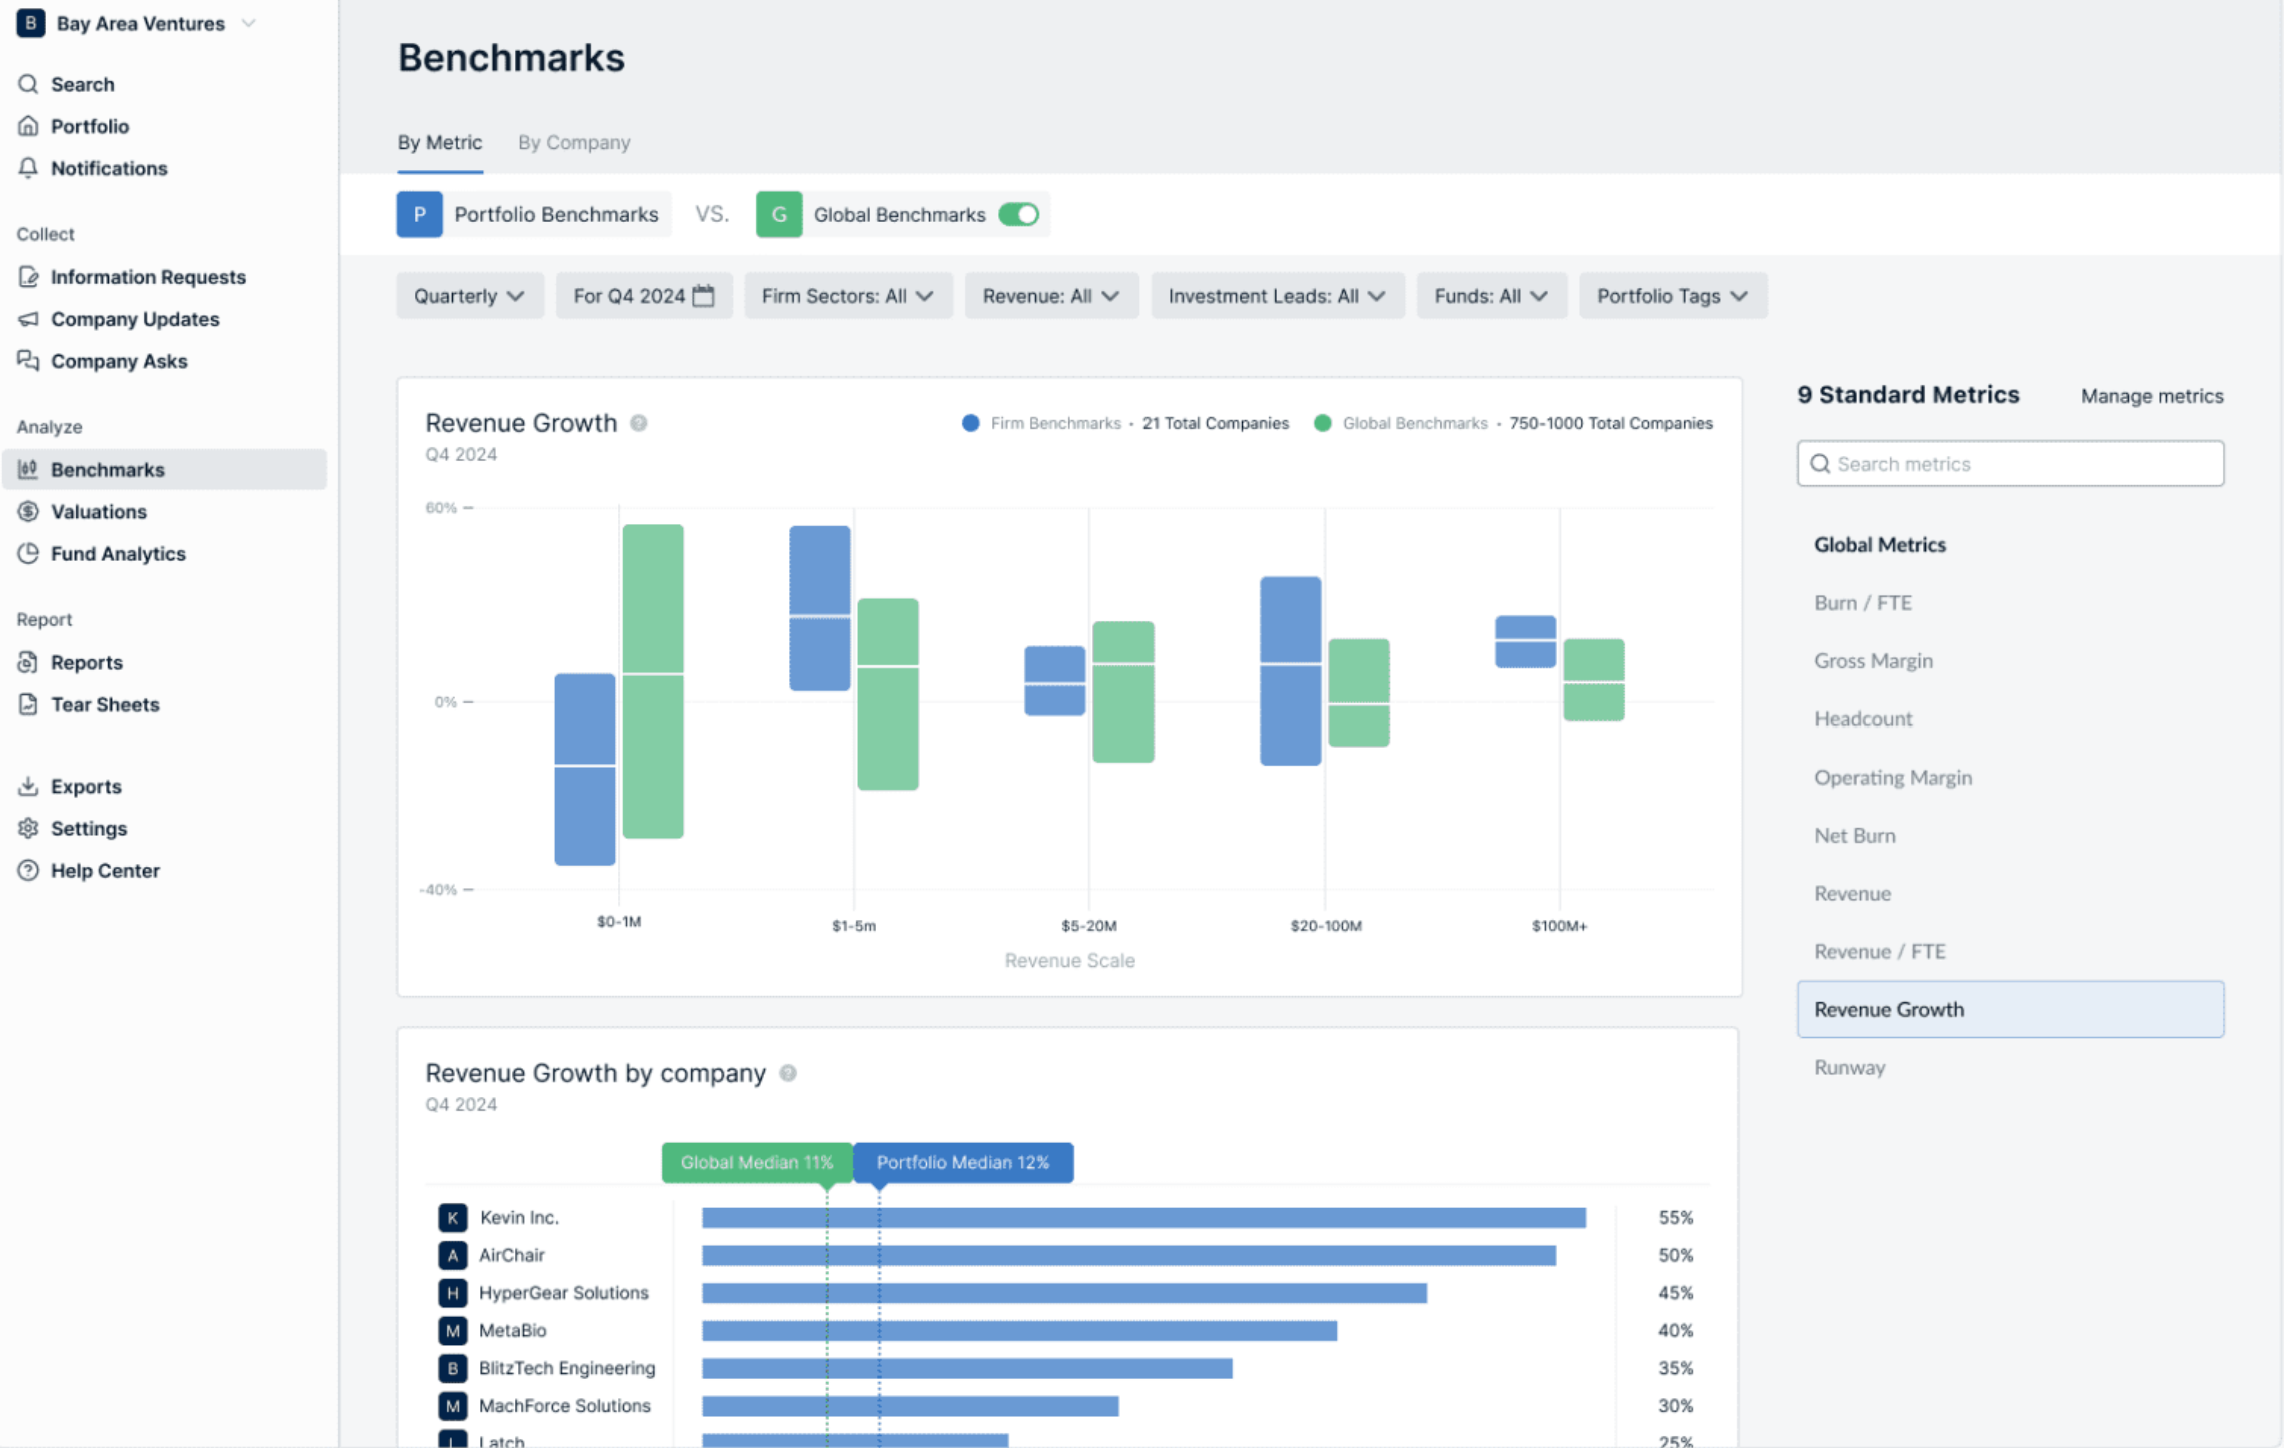 B Bay Area Ventures
Search
Portfolio
Notifications
Collect
Information Requests
Company Updates
Company Asks
Analyze
Benchmarks
Valuations
Fund Analytics
Report
Reports
Tear Sheets
Exports
Settings
Help Center
Benchmarks
By Metric By Company
P Portfolio Benchmarks VS. G Global Benchmarks
Quarterly For Q4 2024 Firm Sectors: All Revenue: All Investment Leads: All Funds: All Portfolio Tags
Revenue Growth ? Firm Benchmarks · 21 Total Companies Global Benchmarks · 750-1000 Total Companies
Q4 2024
60%
0%
-40%
$0-1M $1-5m $5-20M $20-100M $100M+
Revenue Scale
Revenue Growth by company ?
Q4 2024
Global Median 11% Portfolio Median 12%
K Kevin Inc. 55%
A AirChair 50%
H HyperGear Solutions 45%
M MetaBio 40%
B BlitzTech Engineering 35%
M MachForce Solutions 30%
L Latch 25%
9 Standard Metrics Manage metrics
Search metrics
Global Metrics
Burn / FTE
Gross Margin
Headcount
Operating Margin
Net Burn
Revenue
Revenue / FTE
Revenue Growth
Runway